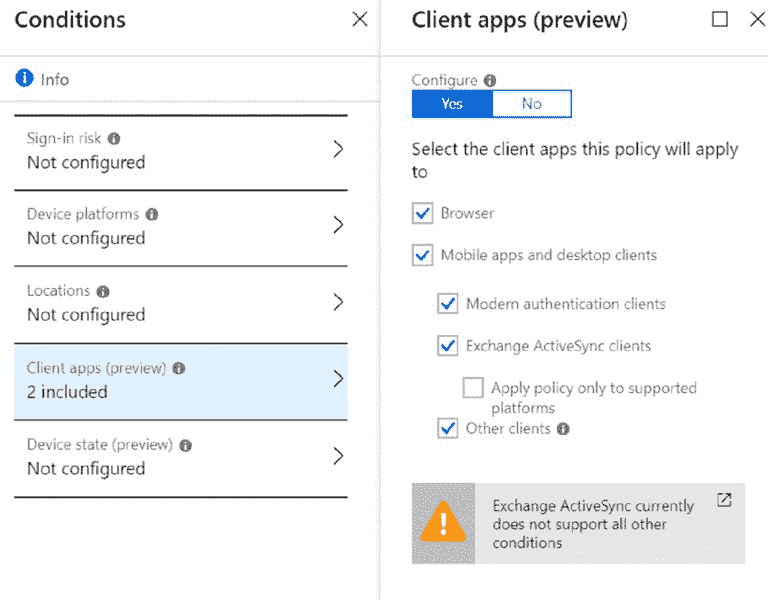 Conditions
Info
Sign-in risk
Not configured
Device platforms
Not configured
Locations
Not configured
Client apps (preview)
2 included
Device state (preview)
Not configured
Client apps (preview)
Configure
Yes No
Select the client apps this policy will apply
to
Browser
Mobile apps and desktop clients
Modern authentication clients
Exchange ActiveSync clients
Apply policy only to supported
platforms
Other clients
Exchange ActiveSync currently
does not support all other
conditions